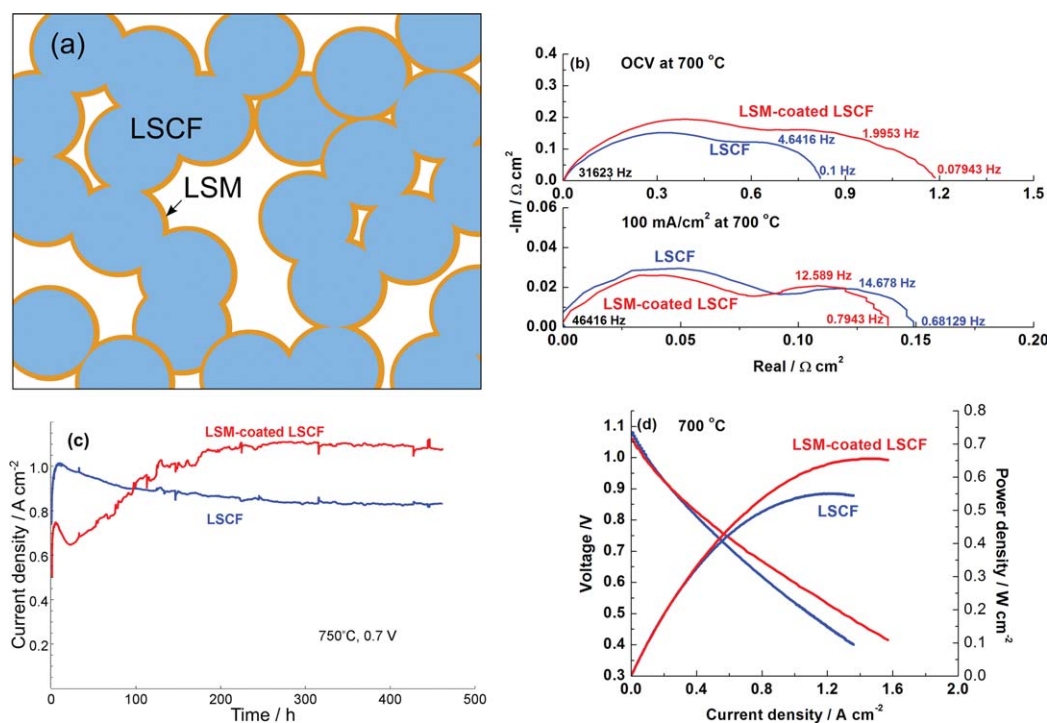 (a)
LSCF
LSM
(b)
OCV at 700 °C
LSM-coated LSCF
LSCF
4.6416 Hz
1.9953 Hz
31623 Hz
0.1 Hz
0.07943 Hz
0.4
0.3
0.2
0.1
0.0
0.0 0.3 0.6 0.9 1.2 1.5
-Im / Ω cm²
100 mA/cm² at 700 °C
LSCF
LSM-coated LSCF
12.589 Hz
14.678 Hz
46416 Hz
0.7943 Hz
0.68129 Hz
0.06
0.04
0.02
0.00
0.00 0.05 0.10 0.15 0.20
Real / Ω cm²
(c)
LSM-coated LSCF
LSCF
750°C, 0.7 V
1.0
0.8
0.6
0.4
0.2
0 100 200 300 400 500
Current density / A cm⁻²
Time / h
(d)
700 °C
LSM-coated LSCF
LSCF
1.1
1.0
0.9
0.8
0.7
0.6
0.5
0.4
0.3
Voltage /V
0.8
0.7
0.6
0.5
0.4
0.3
0.2
0.1
0.0
Power density / W cm⁻²
0.0 0.4 0.8 1.2 1.6 2.0
Current density / A cm⁻²